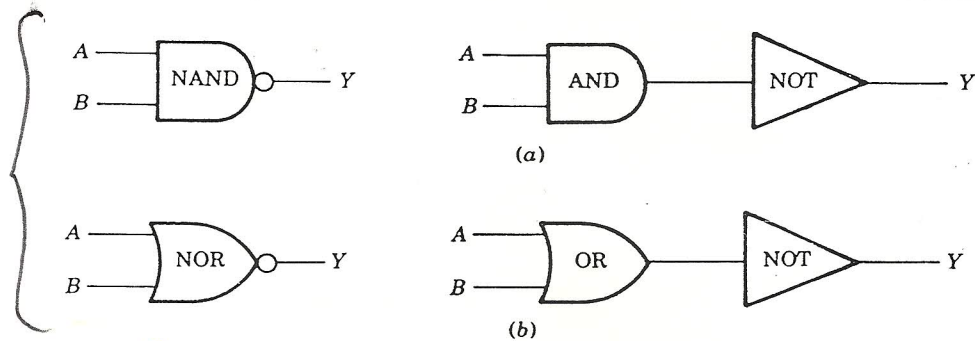 A NAND Y A AND NOT Y
B B
(a)
A NOR Y A OR NOT Y
B B
(b)